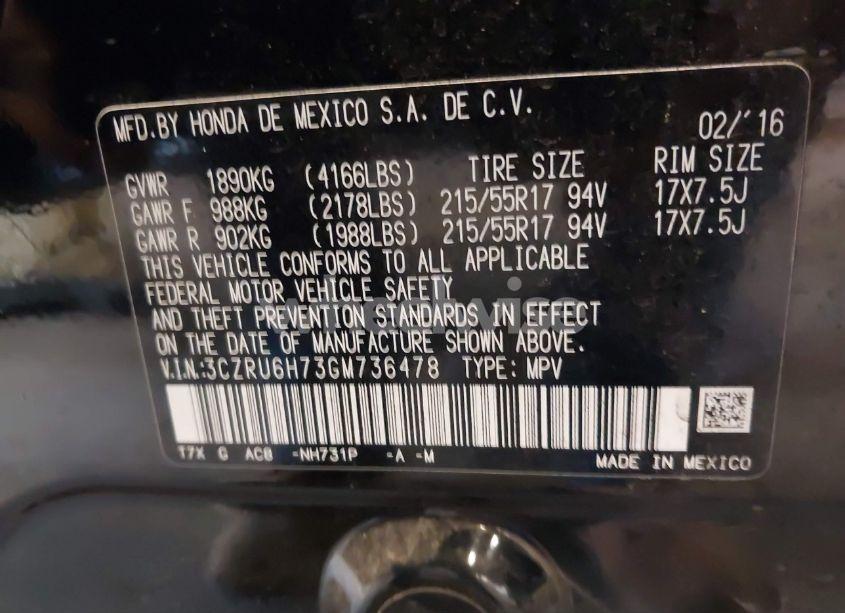 MFD.BY HONDA DE MEXICO S.A. DE C.V. 02/'16
GVWR 1890KG (4166LBS) TIRE SIZE RIM SIZE
GAWR F 988KG (2178LBS) 215/55R17 94V 17X7.5J
GAWR R 902KG (1988LBS) 215/55R17 94V 17X7.5J
THIS VEHICLE CONFORMS TO ALL APPLICABLE
FEDERAL MOTOR VEHICLE SAFETY
AND THEFT PREVENTION STANDARDS IN EFFECT
ON THE DATE OF MANUFACTURE SHOWN ABOVE.
V.I.N.:3CZRU6H73GM736478 TYPE: MPV
T7X G AC0 -NH731P -A -M
MADE IN MEXICO